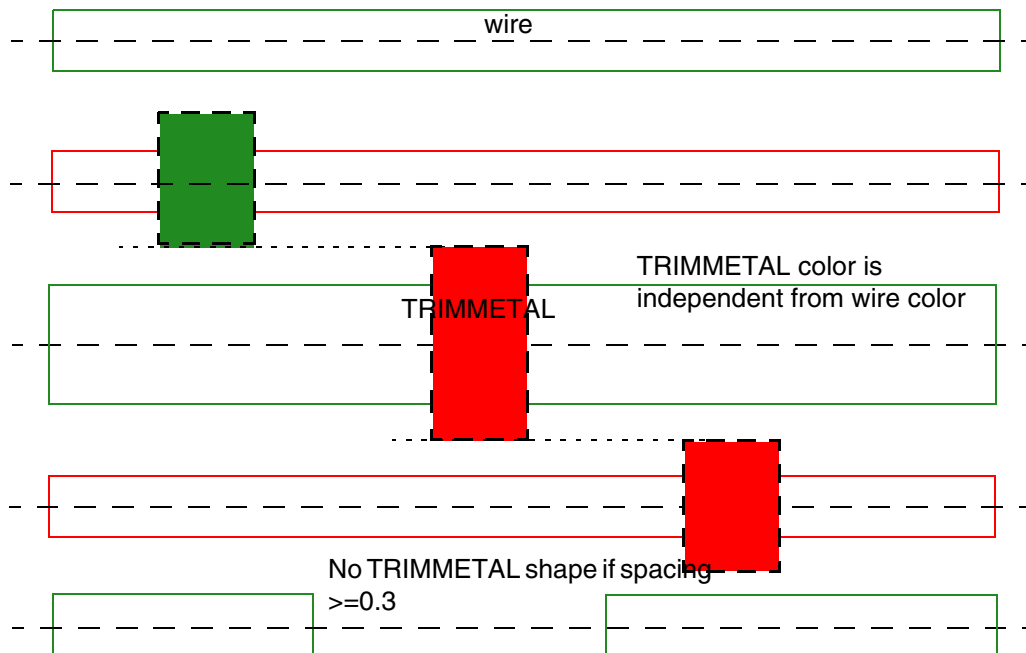 wire
TRIMMETAL color is
independent from wire color
TRIMMETAL
No TRIMMETAL shape if spacing
>=0.3